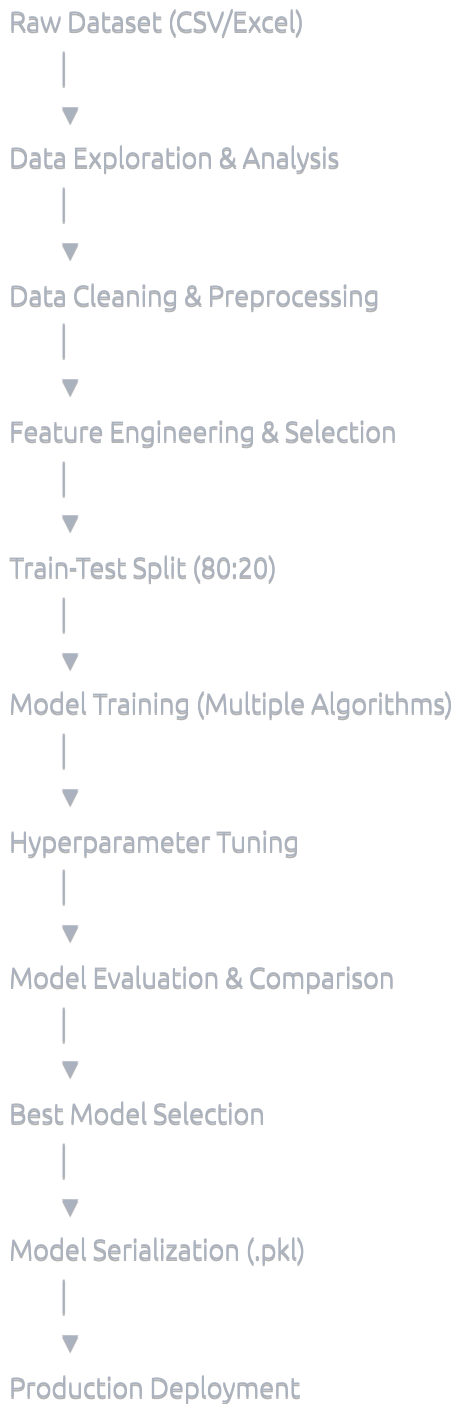 Raw Dataset (CSV/Excel)
Data Exploration & Analysis
Data Cleaning & Preprocessing
Feature Engineering & Selection
Train-Test Split (80:20)
Model Training (Multiple Algorithms)
Hyperparameter Tuning
Model Evaluation & Comparison
Best Model Selection
Model Serialization (.pkl)
Production Deployment